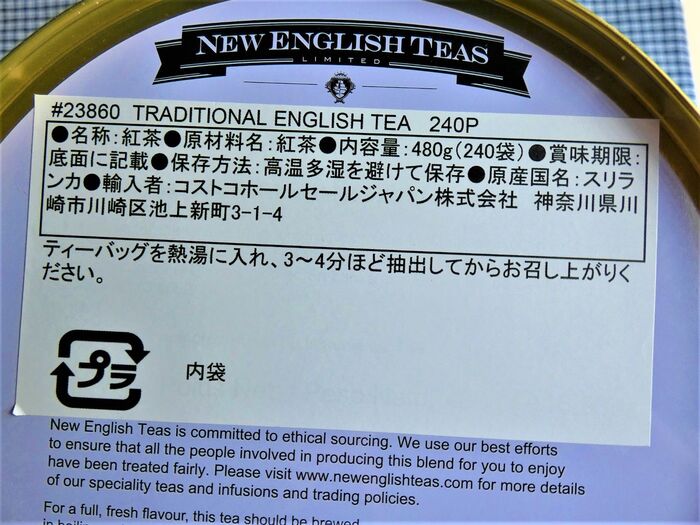 NEW ENGLISH TEAS
LIMITED
#23860 TRADITIONAL ENGLISH TEA 240P
●名称:紅茶●原材料名:紅茶●内容量:480g(240袋)●賞味期限:
底面に記載●保存方法:高温多湿を避けて保存●原産国名:スリラ
ンカ●輸入者:コストコホールセールジャパン株式会社 神奈川県川
崎市川崎区池上新町3-1-4
ティーバッグを熱湯に入れ、3～4分ほど抽出してからお召し上がりく
ださい。
プラ
内袋
New English Teas is committed to ethical sourcing. We use our best efforts
to ensure that all the people involved in producing this blend for you to enjoy
have been treated fairly. Please visit www.newenglishteas.com for more details
of our speciality teas and infusions and trading policies.
For a full, fresh flavour, this tea should be brewed